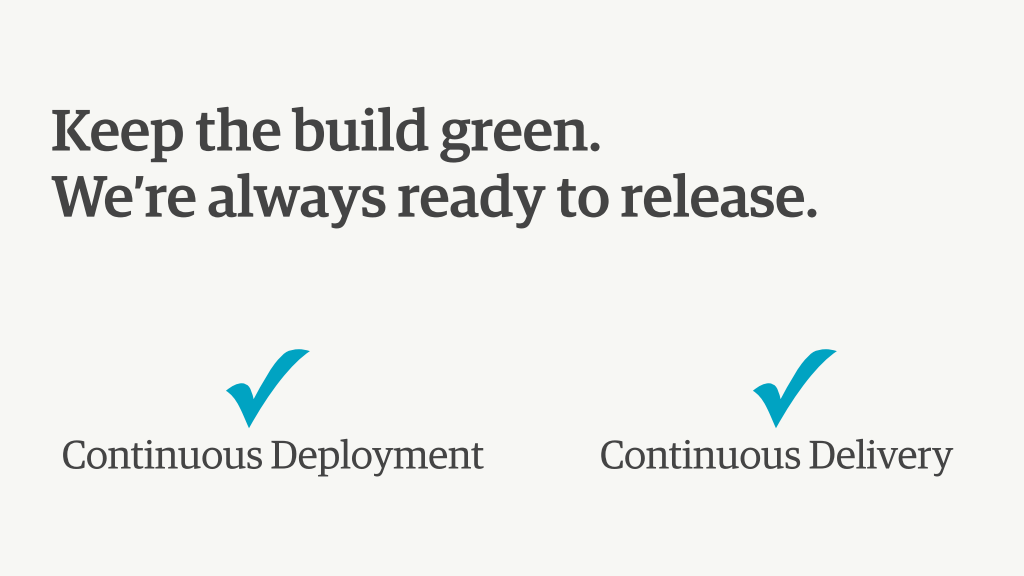 Keep the build green.
We’re always ready to release.
Continuous Deployment
Continuous Delivery